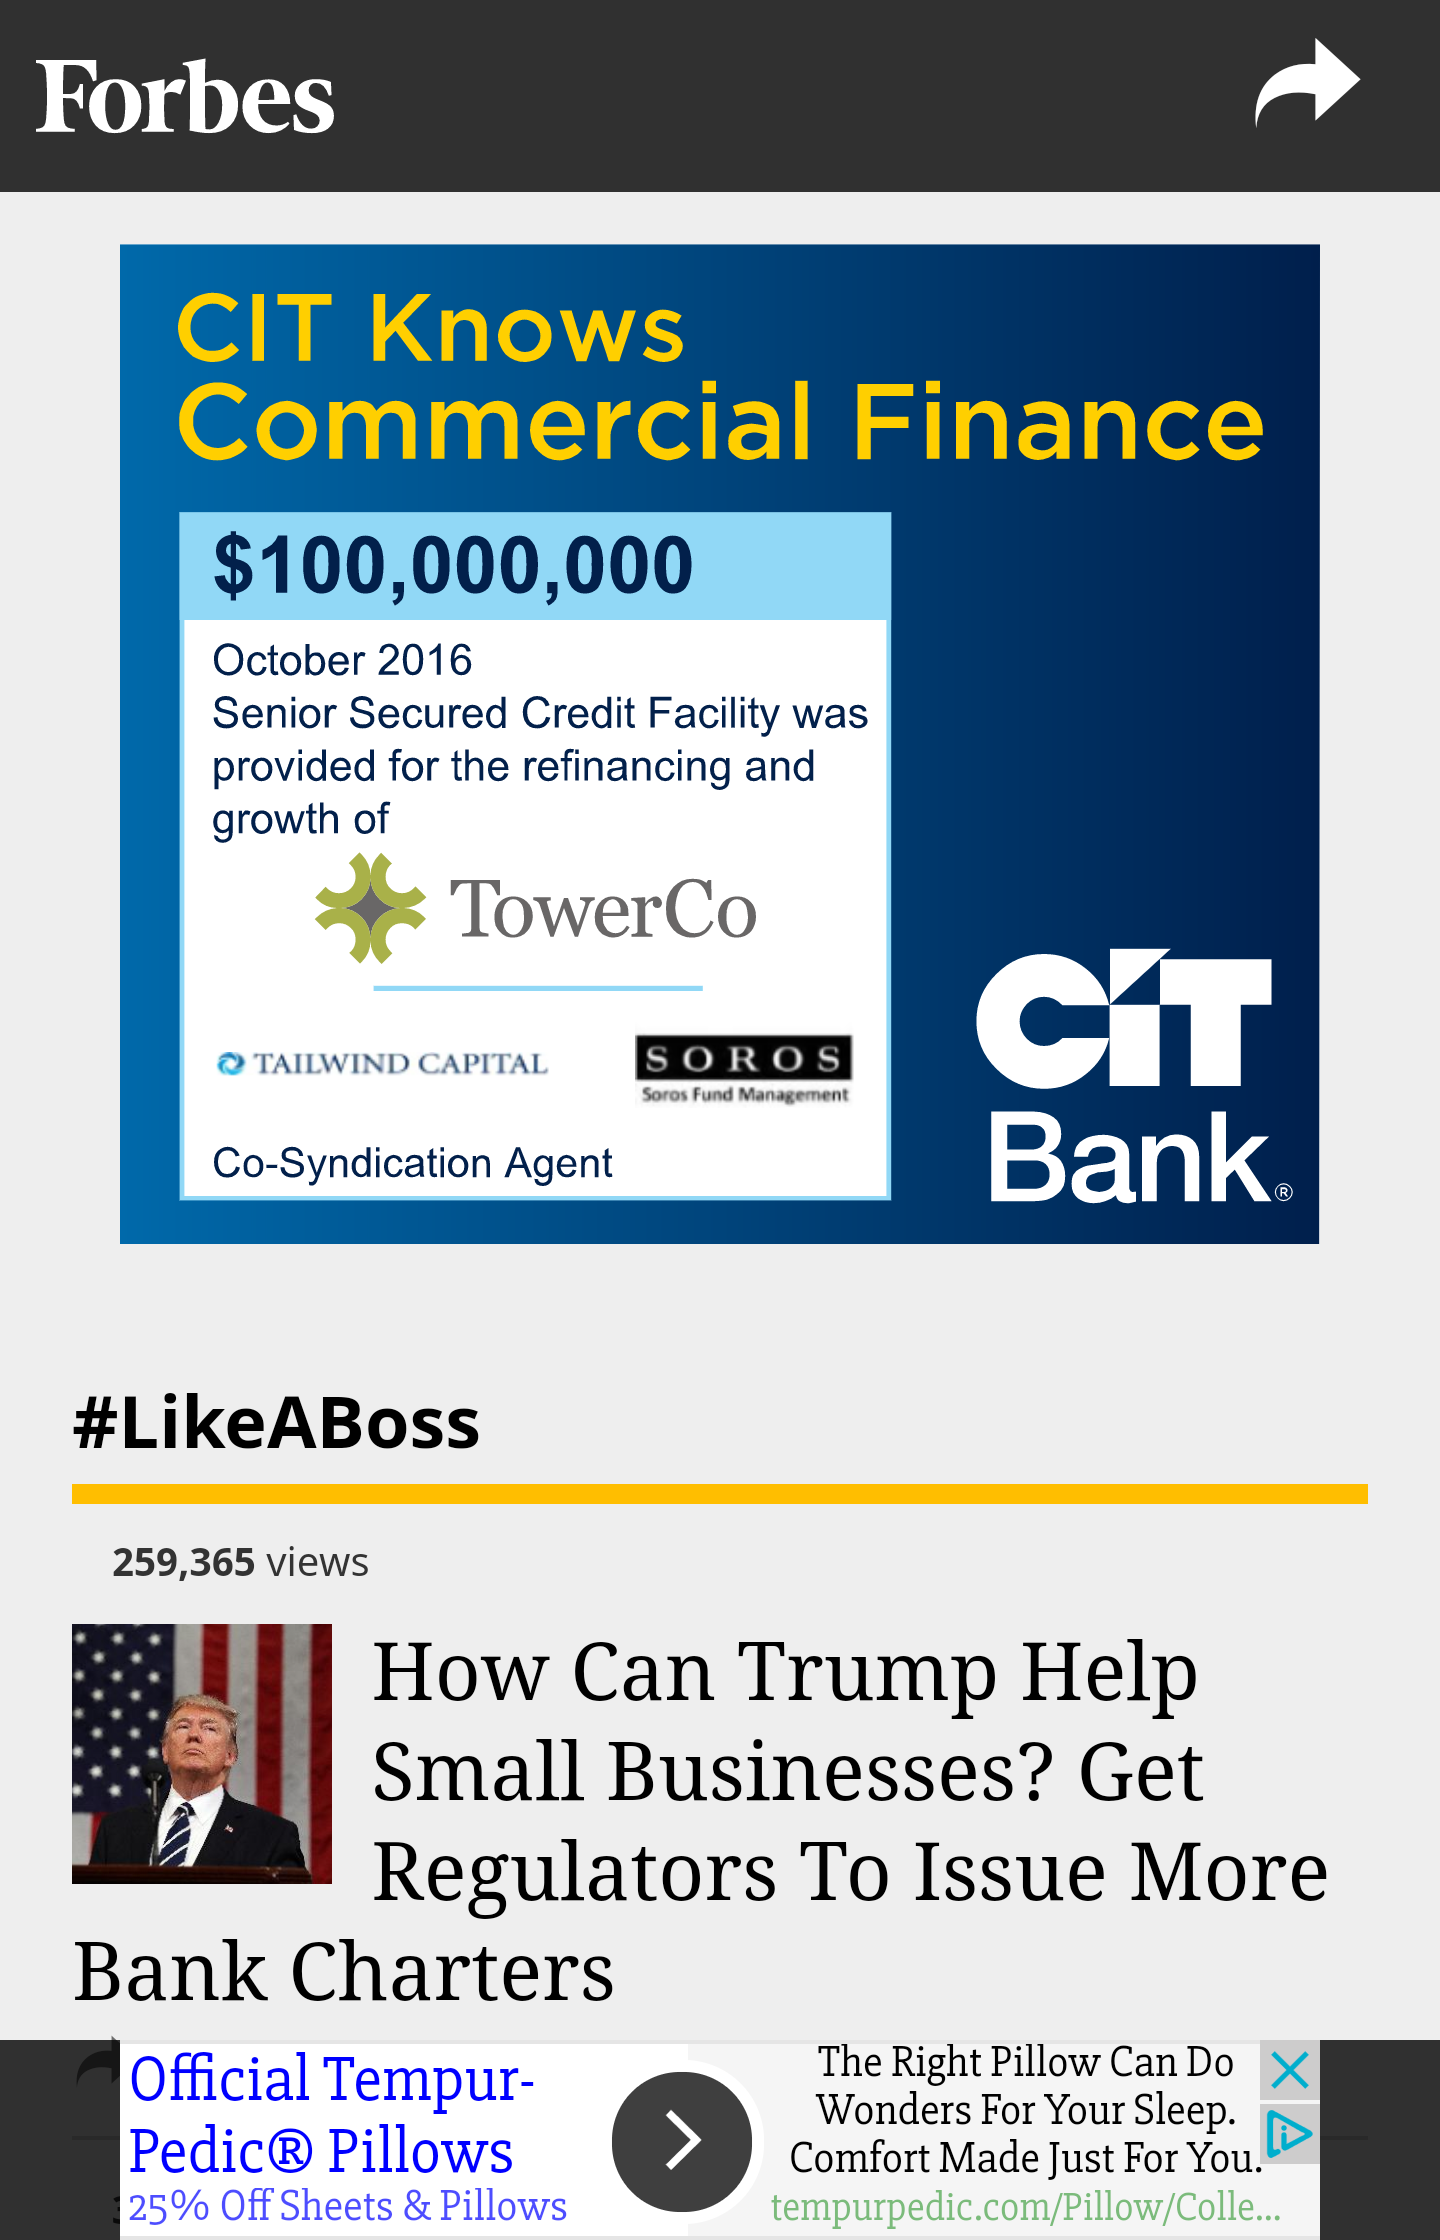 Forbes
CIT Knows
Commercial Finance
$100,000,000
October 2016
Senior Secured Credit Facility was
provided for the refinancing and
growth of
TowerCo
TAILWIND CAPITAL
SOROS
Soros Fund Management
Co-Syndication Agent
CIT
Bank®
#LikeABoss
259,365 views
How Can Trump Help
Small Businesses? Get
Regulators To Issue More
Bank Charters
Official Tempur-
Pedic® Pillows
25% Off Sheets & Pillows
The Right Pillow Can Do
Wonders For Your Sleep.
Comfort Made Just For You.
tempurpedic.com/Pillow/Colle...